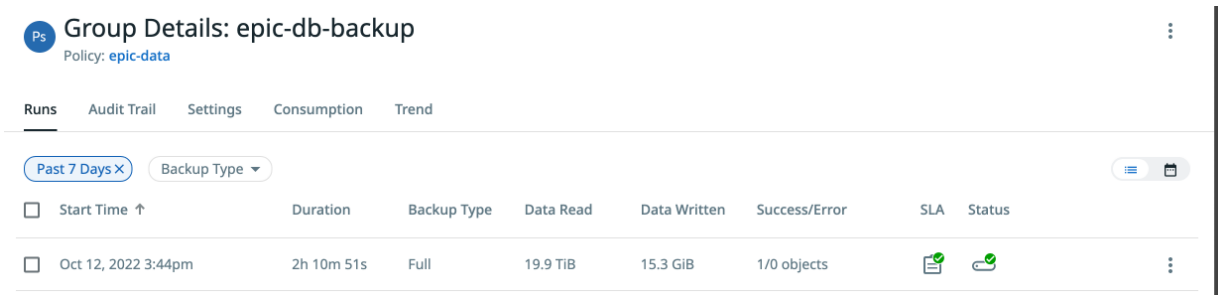 Ps
Group Details: epic-db-backup
Policy: epic-data
Runs Audit Trail Settings Consumption Trend
Past 7 Days Backup Type
Start Time Duration Backup Type Data Read Data Written Success/Error SLA Status
Oct 12, 2022 3:44pm 2h 10m 51s Full 19.9 TiB 15.3 GiB 1/0 objects